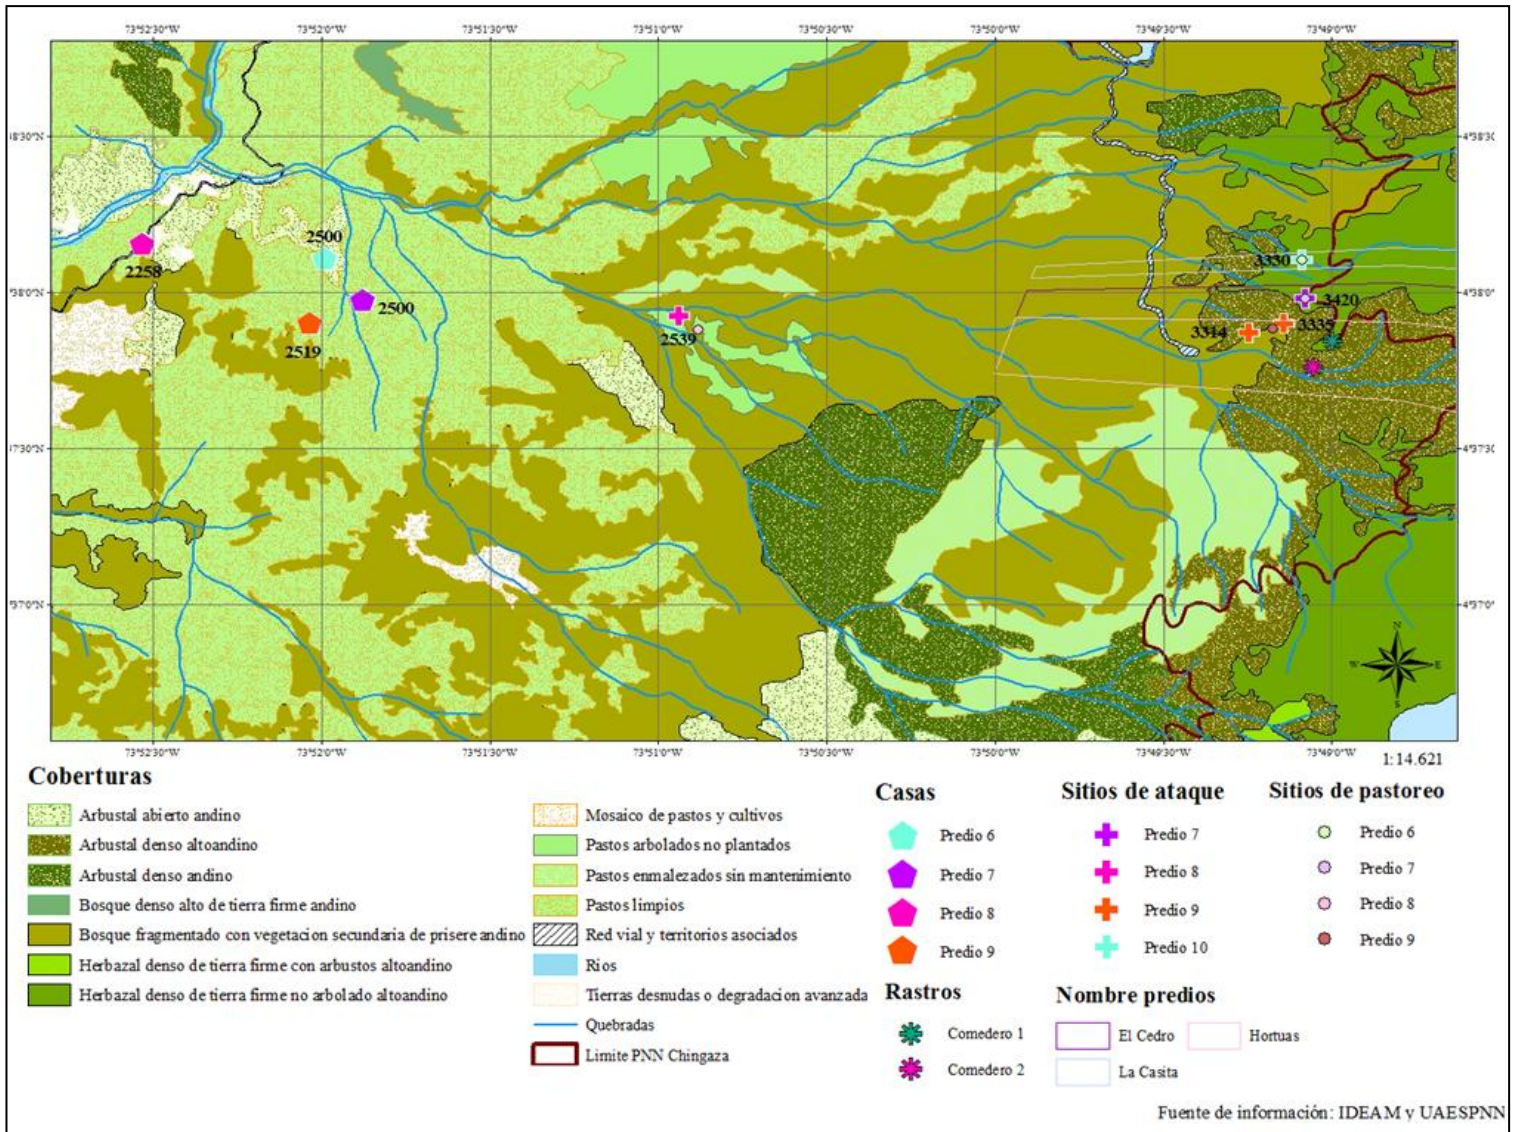 73°52'30"W 73°52'0"W 73°51'30"W 73°51'0"W 73°50'30"W 73°50'0"W 73°49'30"W 73°49'0"W
2500
2258
2500
2519
2539
3330
3420
3335
3314
N
W E
S
73°52'30"W 73°52'0"W 73°51'30"W 73°51'0"W 73°50'30"W 73°50'0"W 73°49'30"W 73°49'0"W
1:14.621
Coberturas
Arbustal abierto andino
Arbustal denso altoandino
Arbustal denso andino
Bosque denso alto de tierra firme andino
Bosque fragmentado con vegetacion secundaria de prisere andino
Herbazal denso de tierra firme con arbustos altoandino
Herbazal denso de tierra firme no arbolado altoandino
Mosaico de pastos y cultivos
Pastos arbolados no plantados
Pastos enmalezados sin mantenimiento
Pastos limpios
Red vial y territorios asociados
Rios
Tierras desnudas o degradacion avanzada
Quebradas
Limite PNN Chingaza
Casas
Predio 6
Predio 7
Predio 8
Predio 9
Rastros
Comedero 1
Comedero 2
Sitios de ataque
Predio 7
Predio 8
Predio 9
Predio 10
Sitios de pastoreo
Predio 6
Predio 7
Predio 8
Predio 9
Nombre predios
El Cedro Hortuas
La Casita
Fuente de información: IDEAM y UAESPNN